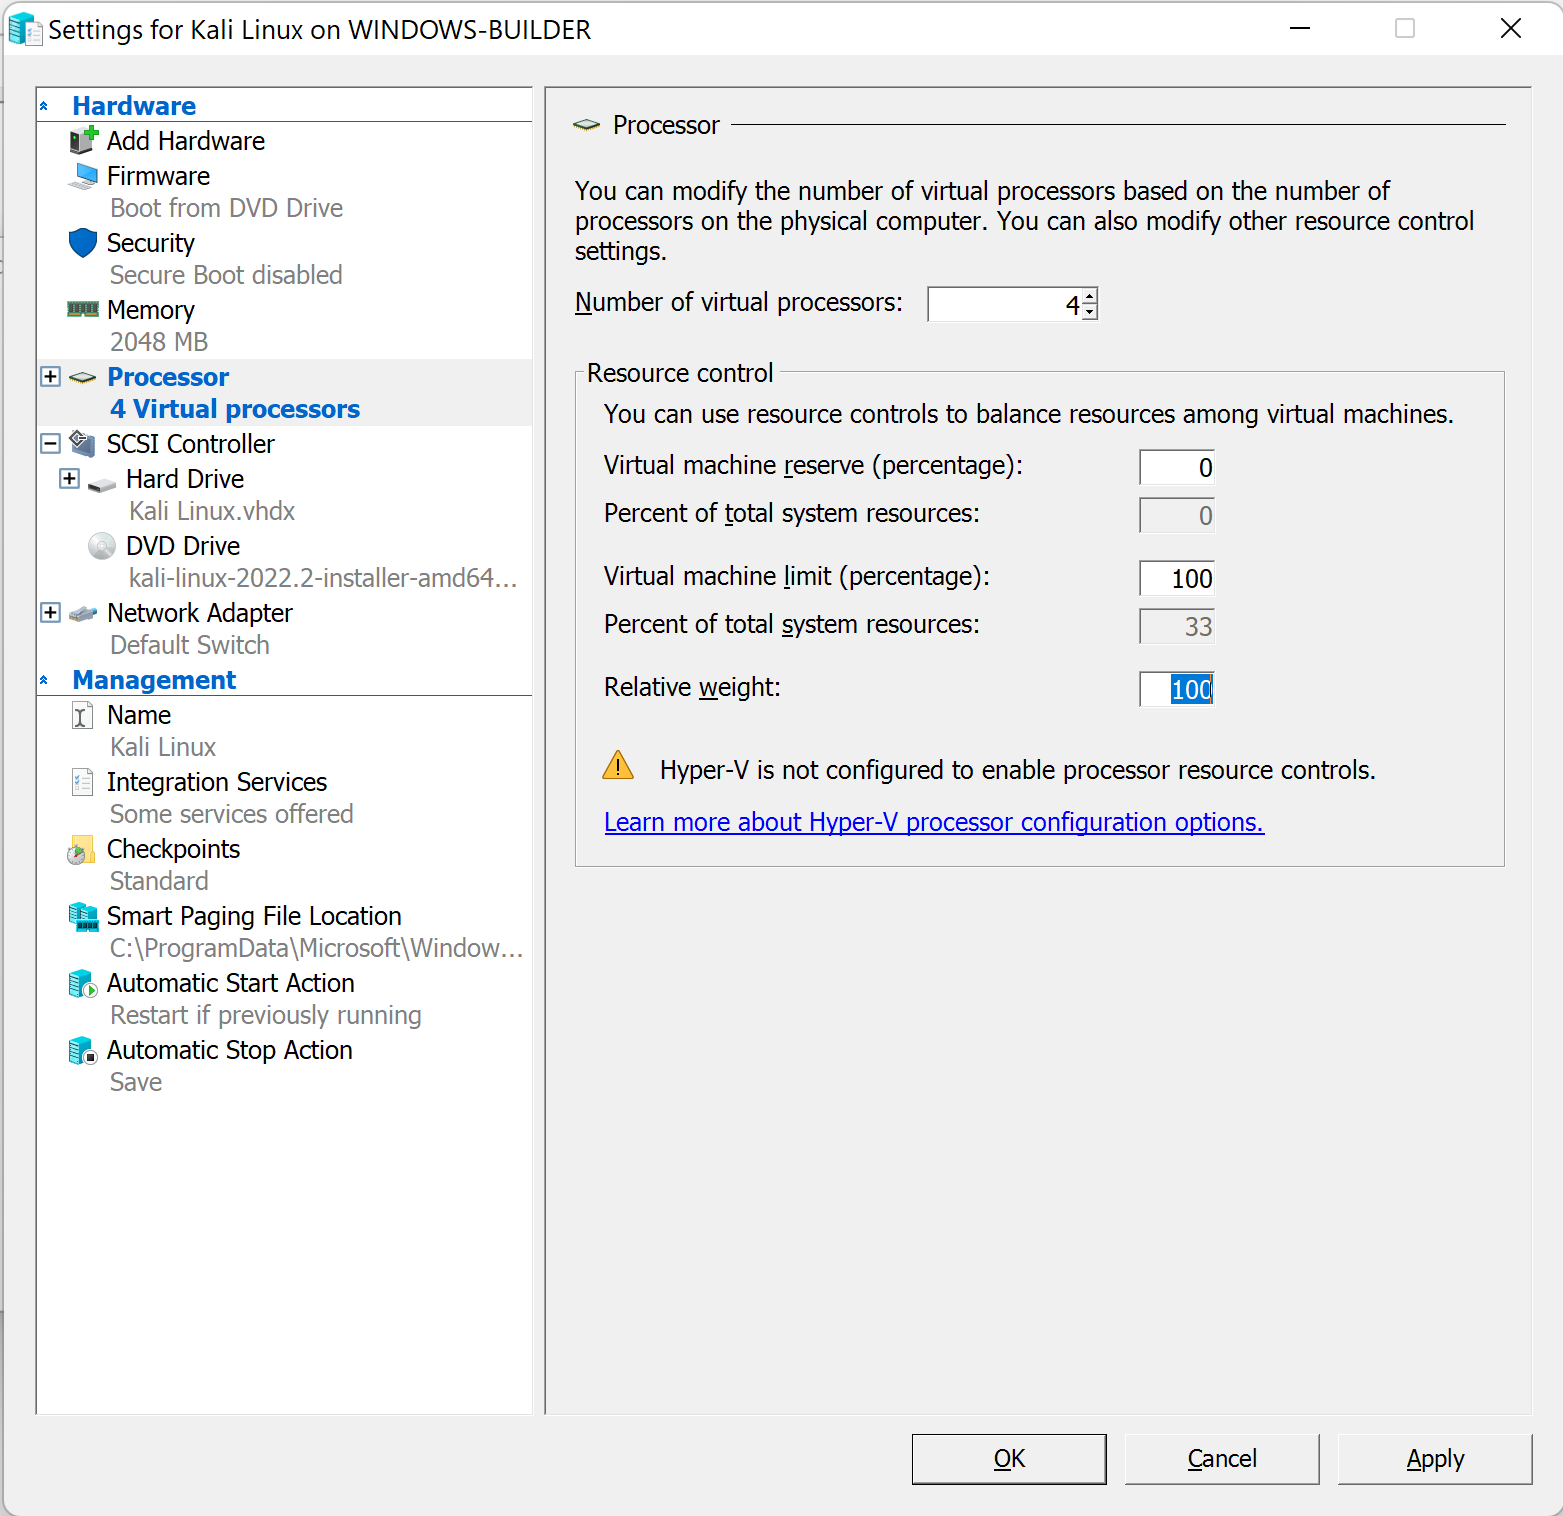 Settings for Kali Linux on WINDOWS-BUILDER
Hardware
Add Hardware
Firmware
Boot from DVD Drive
Security
Secure Boot disabled
Memory
2048 MB
Processor
4 Virtual processors
SCSI Controller
Hard Drive
Kali Linux.vhdx
DVD Drive
kali-linux-2022.2-installer-amd64...
Network Adapter
Default Switch
Management
Name
Kali Linux
Integration Services
Some services offered
Checkpoints
Standard
Smart Paging File Location
C:\ProgramData\Microsoft\Window...
Automatic Start Action
Restart if previously running
Automatic Stop Action
Save
Processor
You can modify the number of virtual processors based on the number of
processors on the physical computer. You can also modify other resource control
settings.
Number of virtual processors: 4
Resource control
You can use resource controls to balance resources among virtual machines.
Virtual machine reserve (percentage): 0
Percent of total system resources: 0
Virtual machine limit (percentage): 100
Percent of total system resources: 33
Relative weight: 100
Hyper-V is not configured to enable processor resource controls.
Learn more about Hyper-V processor configuration options.
OK Cancel Apply